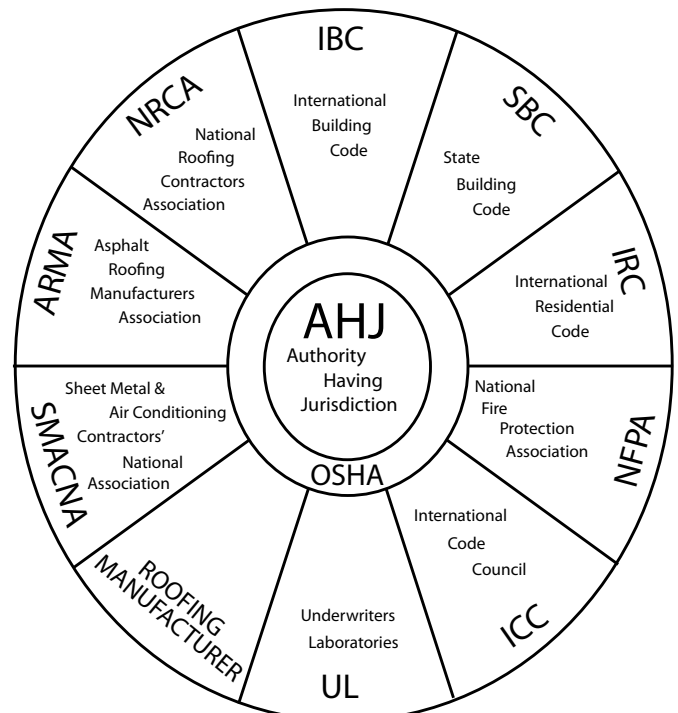 IBC
International
Building
Code
SBC
State
Building
Code
IRC
International
Residential
Code
NFPA
National
Fire
Protection
Association
ICC
International
Code
Council
UL
Underwriters
Laboratories
ROOFING
MANUFACTURER
SMACNA
Sheet Metal &
Air Conditioning
Contractors’
National
Association
ARMA
Asphalt
Roofing
Manufacturers
Association
NRCA
National
Roofing
Contractors
Association
AHJ
Authority
Having
Jurisdiction
OSHA